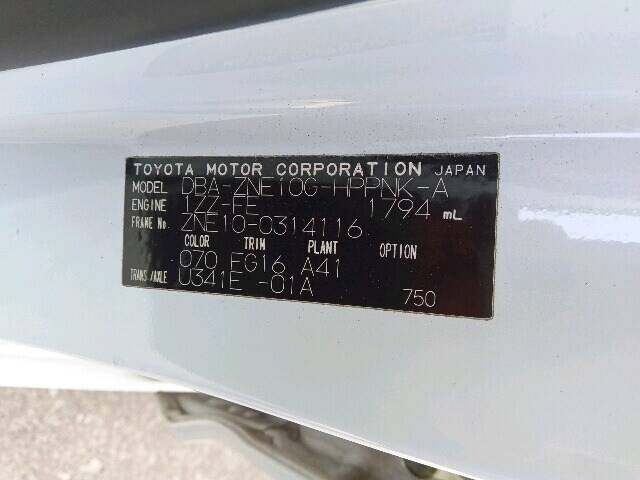 TOYOTA MOTOR CORPORATION JAPAN
MODEL DBA-ZNE10G-HPPNK-A
ENGINE 1ZZ-FE 1794 mL
FRAME No. ZNE10-0314116
COLOR TRIM PLANT OPTION
070 FG16 A41
TRANS/AXLE U341E -01A
750